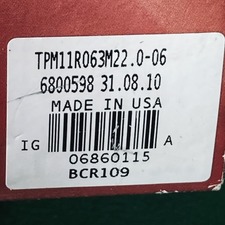 TPM11R063M22.0-06
6800598 31.08.10
MADE IN USA
IG A
06860115
BCR109